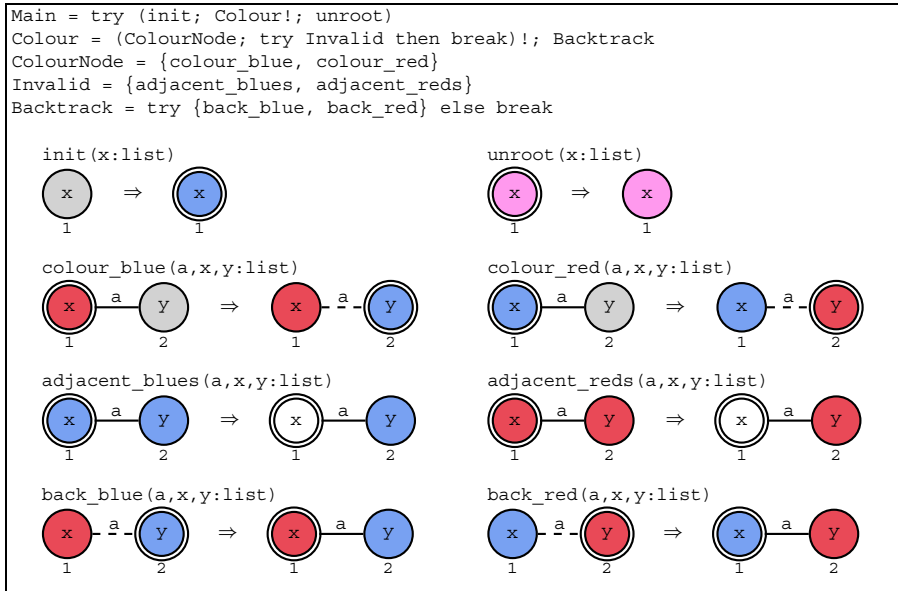 Main = try (init; Colour!; unroot)
Colour = (ColourNode; try Invalid then break)!; Backtrack
ColourNode = {colour_blue, colour_red}
Invalid = {adjacent_blues, adjacent_reds}
Backtrack = try {back_blue, back_red} else break
init(x:list) unroot(x:list)
x ⇒ x x ⇒ x
1 1 1 1
colour_blue(a,x,y:list) colour_red(a,x,y:list)
x a y ⇒ x a y x a y ⇒ x a y
1 2 1 2 1 2 1 2
adjacent_blues(a,x,y:list) adjacent_reds(a,x,y:list)
x a y ⇒ x a y x a y ⇒ x a y
1 2 1 2 1 2 1 2
back_blue(a,x,y:list) back_red(a,x,y:list)
x a y ⇒ x a y x a y ⇒ x a y
1 2 1 2 1 2 1 2